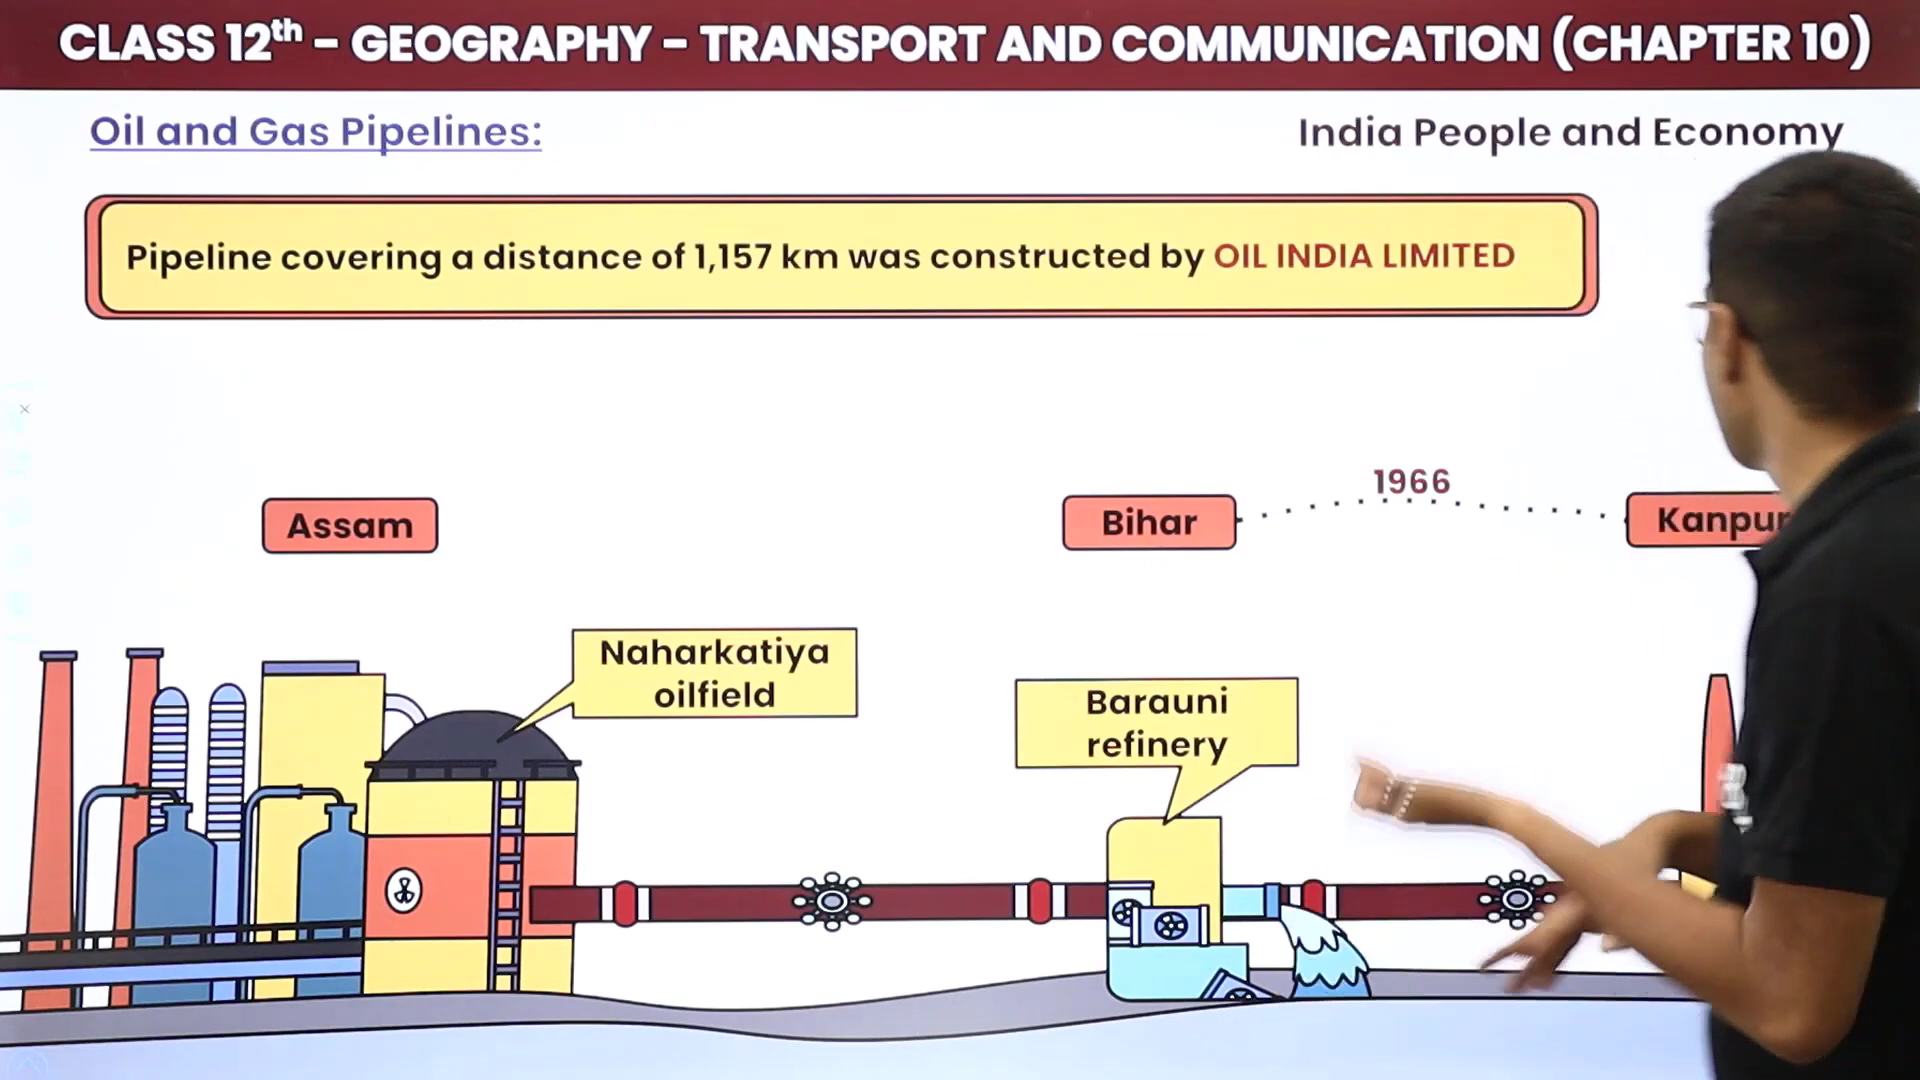 CLASS 12th - GEOGRAPHY - TRANSPORT AND COMMUNICATION (CHAPTER 10)
Oil and Gas Pipelines:
India People and Economy
Pipeline covering a distance of 1,157 km was constructed by OIL INDIA LIMITED
1966
Assam
Bihar
Kanpur
Naharkatiya
oilfield
Barauni
refinery